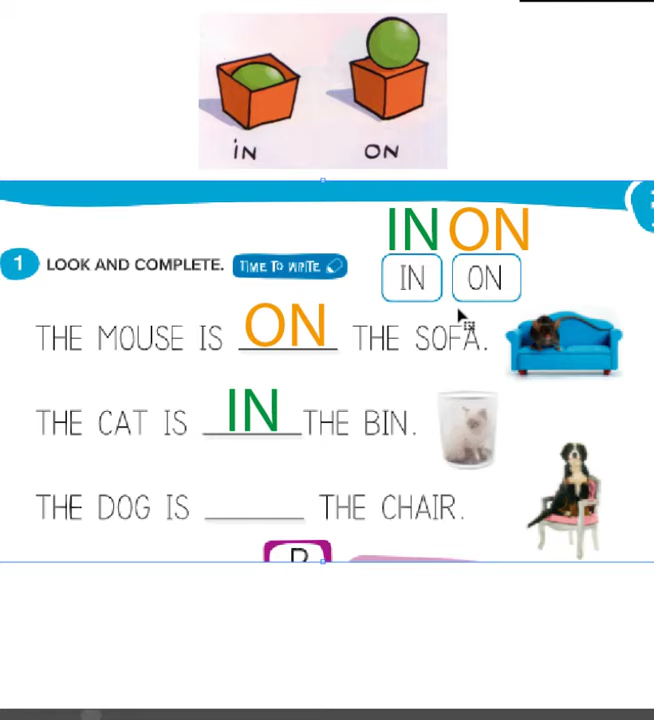 iN ON
IN ON
1 LOOK AND COMPLETE. TIME TO WRITE IN ON
THE MOUSE IS ON THE SOFA.
THE CAT IS IN THE BIN.
THE DOG IS ______ THE CHAIR.